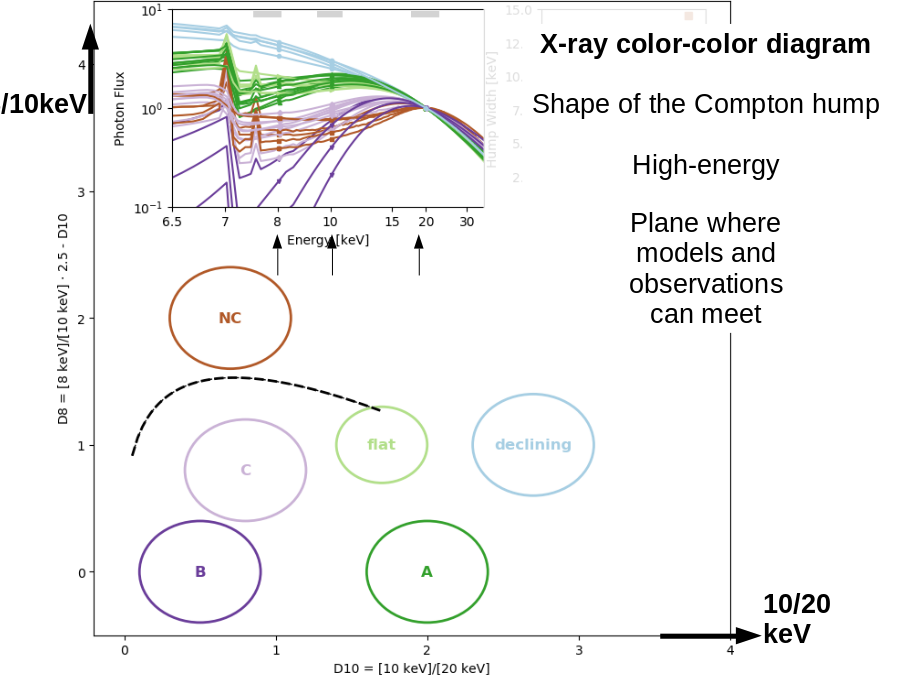 X-ray color-color diagram
Shape of the Compton hump
High-energy
Plane where
models and
observations
can meet
/10keV
10/20
keV
Photon Flux
10¹
10⁰
10⁻¹
6.5 7 8 10 15 20 30
Energy [keV]
Hump Width [keV]
15.0
12.
10.
7.
5.
2.
D8 = [8 keV]/[10 keV] · 2.5 - D10
4
3
2
1
0
NC
flat
declining
C
B
A
0 1 2 3 4
D10 = [10 keV]/[20 keV]